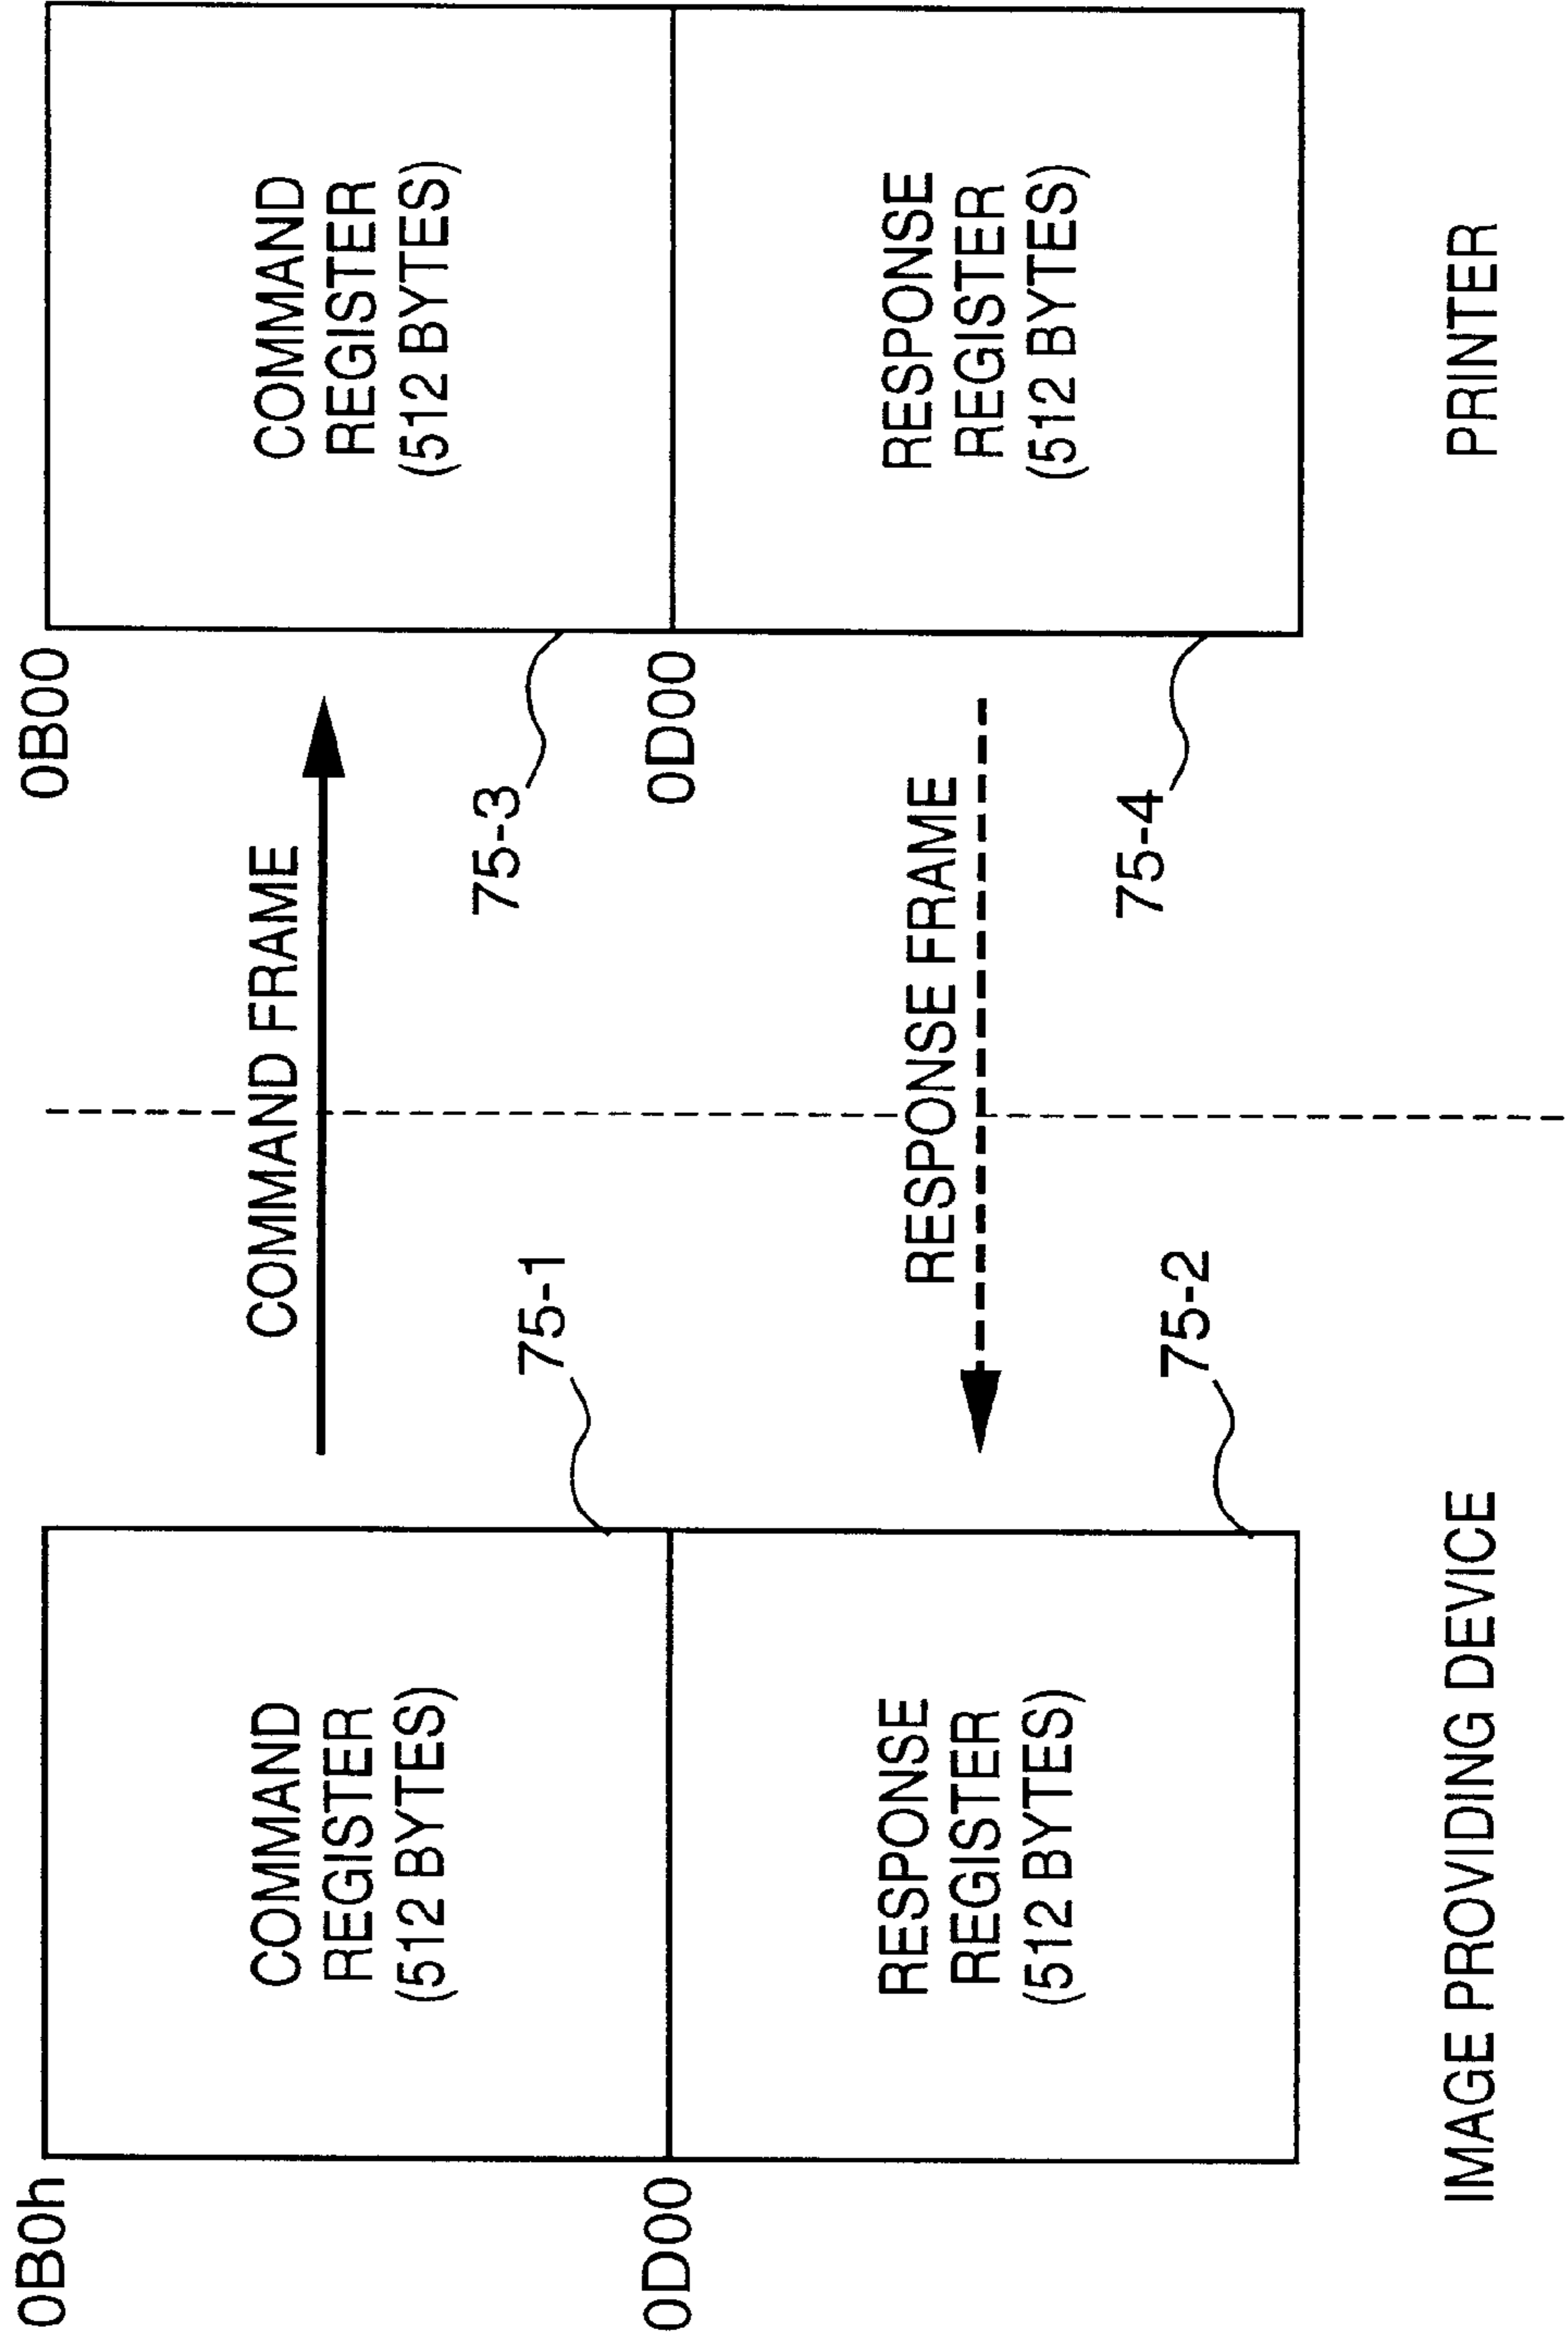 0B0h
COMMAND
REGISTER
(512 BYTES)
75-1
0D00
RESPONSE
REGISTER
(512 BYTES)
75-2
IMAGE PROVIDING DEVICE
COMMAND FRAME
RESPONSE FRAME
0B00
COMMAND
REGISTER
(512 BYTES)
75-3
0D00
RESPONSE
REGISTER
(512 BYTES)
75-4
PRINTER